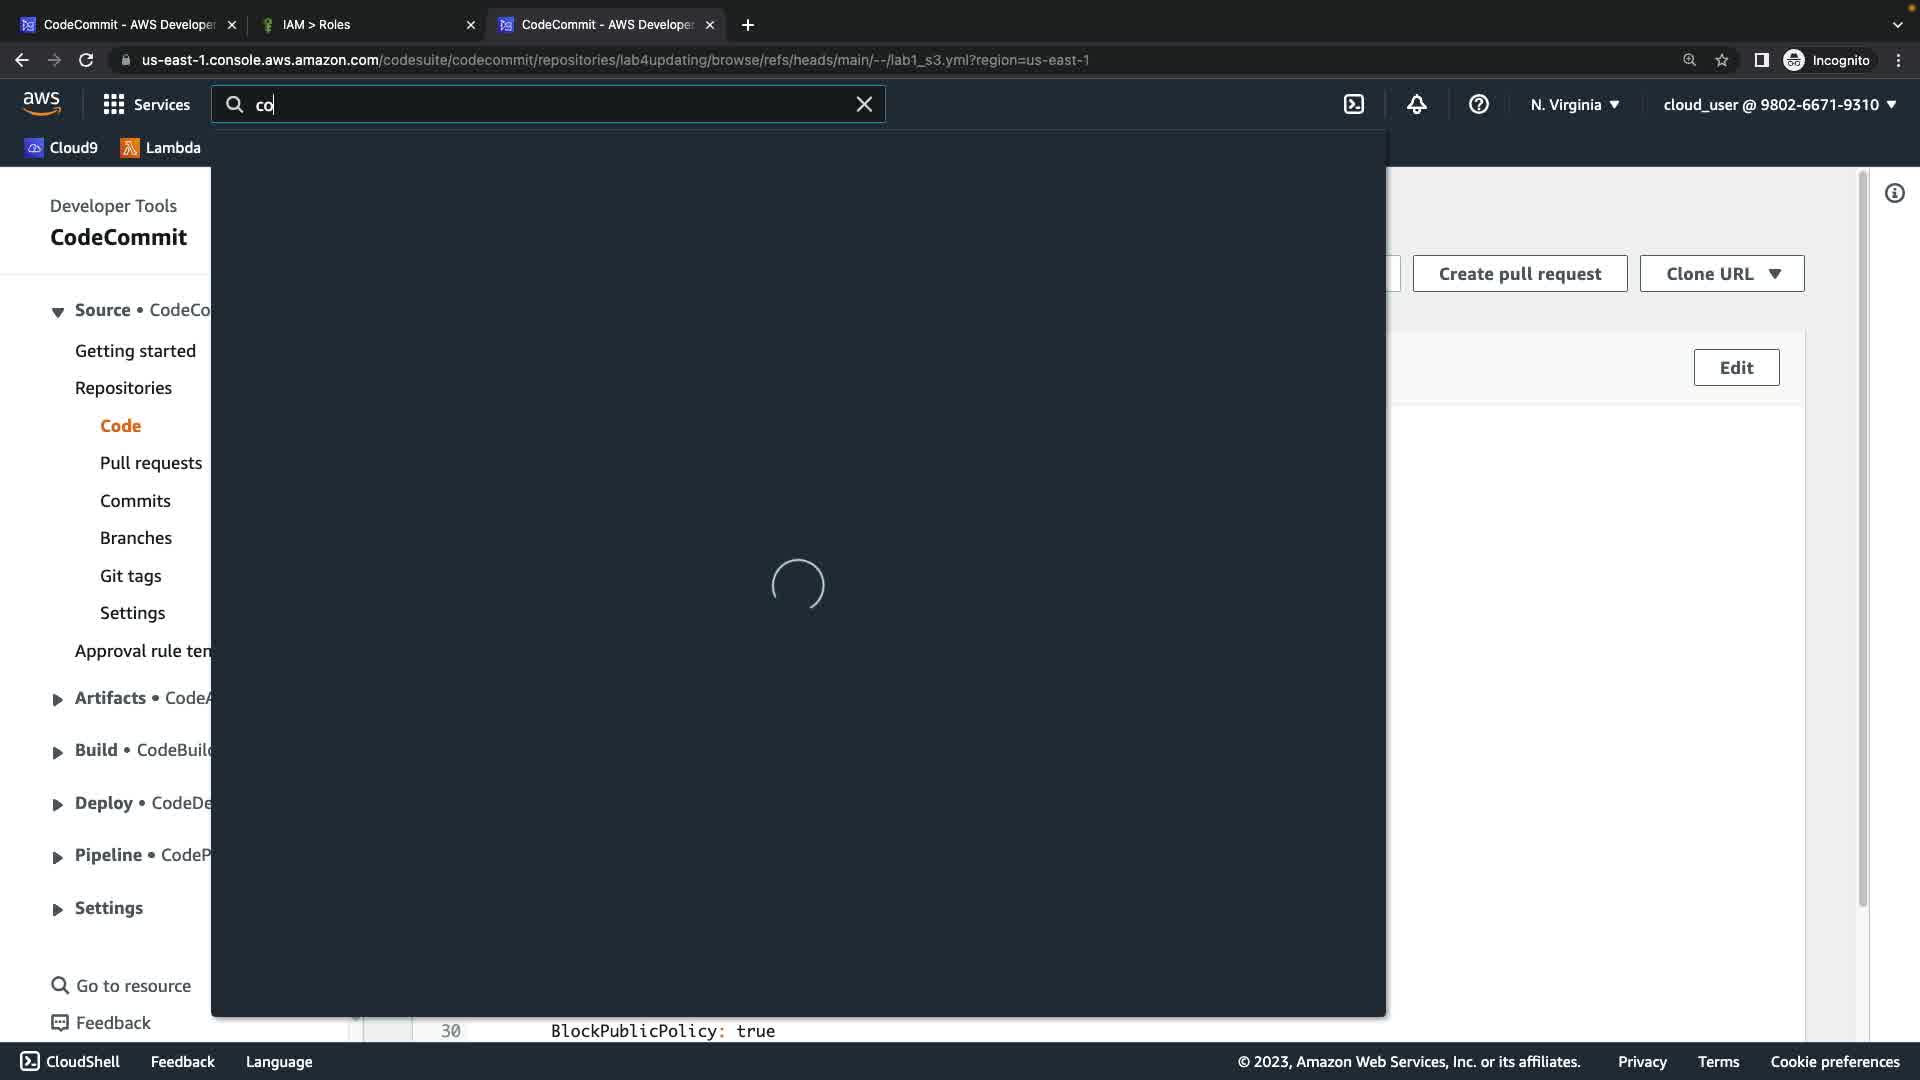 CodeCommit - AWS Developer
IAM > Roles
CodeCommit - AWS Developer
us-east-1.console.aws.amazon.com/codesuite/codecommit/repositories/lab4updating/browse/refs/heads/main/--/lab1_s3.yml?region=us-east-1
Incognito
aws
Services
co
N. Virginia
cloud_user @ 9802-6671-9310
Cloud9
Lambda
Developer Tools
CodeCommit
Create pull request
Clone URL
Source • CodeCo
Getting started
Edit
Repositories
Code
Pull requests
Commits
Branches
Git tags
Settings
Approval rule ten
Artifacts • CodeA
Build • CodeBuild
Deploy • CodeDe
Pipeline • CodeP
Settings
Go to resource
Feedback
30 BlockPublicPolicy: true
CloudShell Feedback Language © 2023, Amazon Web Services, Inc. or its affiliates. Privacy Terms Cookie preferences